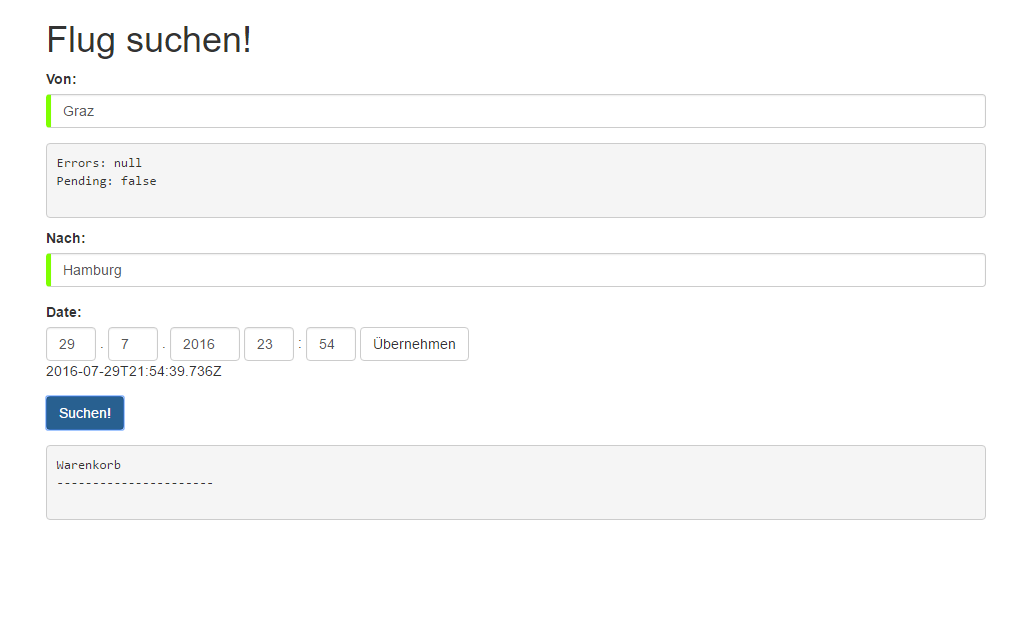 Flug suchen!
Von:
Graz
Errors: null
Pending: false
Nach:
Hamburg
Date:
29 . 7 . 2016 23 : 54 Übernehmen
2016-07-29T21:54:39.736Z
Suchen!
Warenkorb
----------------------